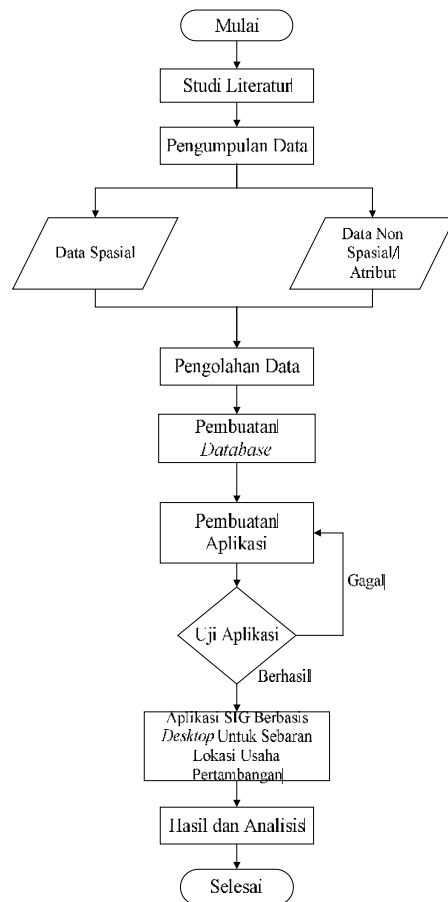 Mulai
Studi Literatur
Pengumpulan Data
Data Spasial
Data Non
Spasial/
Atribut
Pengolahan Data
Pembuatan
Database
Pembuatan
Aplikasi
Gagal
Uji Aplikasi
Berhasil
Aplikasi SIG Berbasis
Desktop Untuk Sebaran
Lokasi Usaha
Pertambangan
Hasil dan Analisis
Selesai